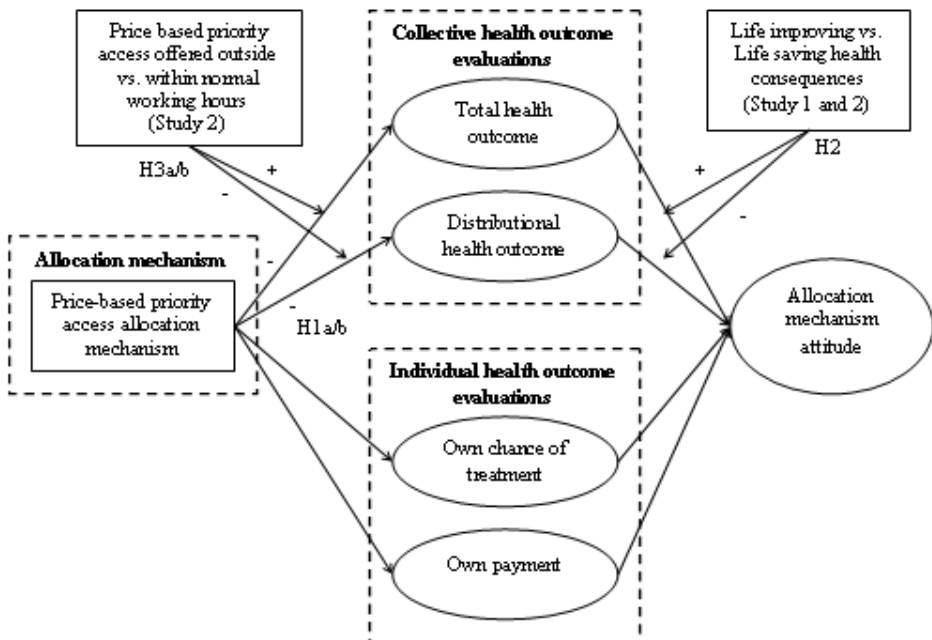 Price based priority
access offered outside
vs. within normal
working hours
(Study 2)
Collective health outcome
evaluations
Total health
outcome
Distributional
health outcome
Life improving vs.
Life saving health
consequences
(Study 1 and 2)
H3a/b
+
-
H2
+
-
Allocation mechanism
Price-based priority
access allocation
mechanism
-
-
H1a/b
Individual health outcome
evaluations
Own chance of
treatment
Own payment
Allocation
mechanism
attitude